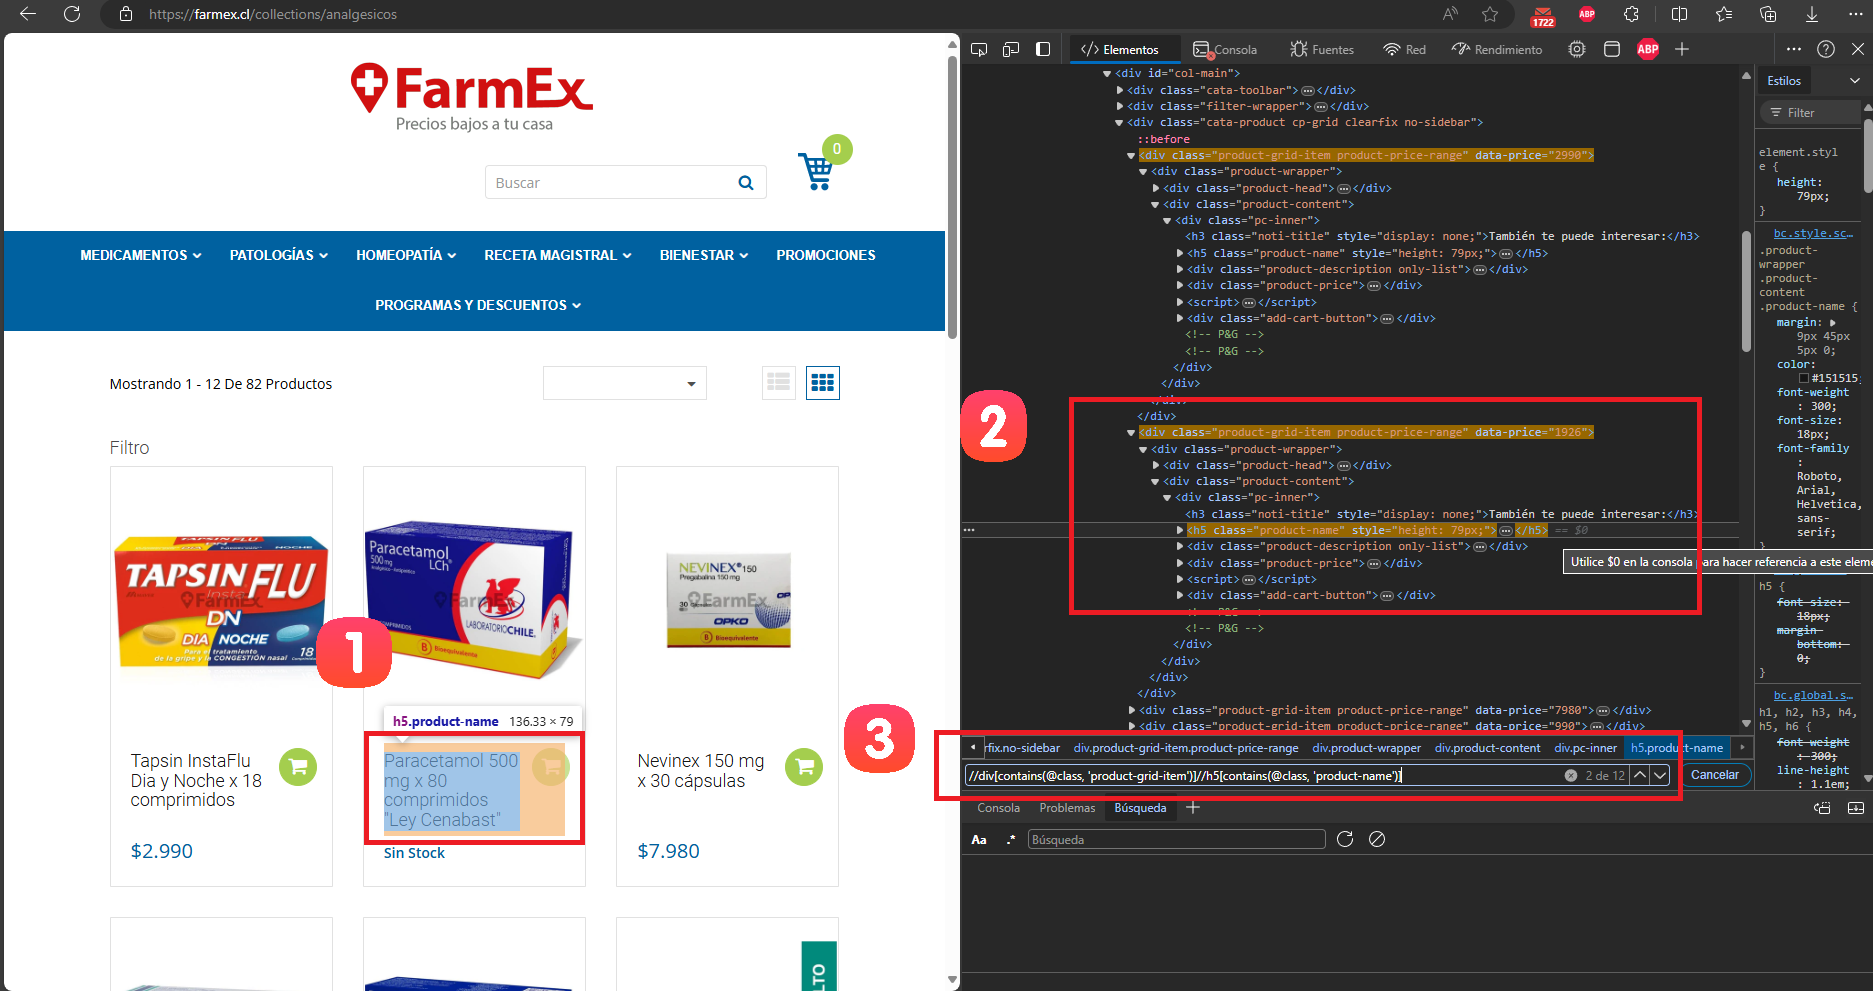 https://farmex.cl/collections/analgesicos
1722
ABP
FarmEx
Precios bajos a tu casa
0
Buscar
MEDICAMENTOS
PATOLOGÍAS
HOMEOPATÍA
RECETA MAGISTRAL
BIENESTAR
PROMOCIONES
PROGRAMAS Y DESCUENTOS
Mostrando 1 - 12 De 82 Productos
Filtro
TAPSIN FLU
Insta
DN
DIA
NOCHE
18
Paracetamol
500 mg
LCh
LABORATORIOCHILE.
Bioequivalente
NEVINEX 150
Pregabalina 150 mg
30
OPKO
Bioequivalente
FarmEx
1
h5.product-name 136.33 × 79
Tapsin InstaFlu
Dia y Noche x 18
comprimidos
$2.990
Paracetamol 500
mg x 80
comprimidos
"Ley Cenabast"
Sin Stock
Nevinex 150 mg
x 30 cápsulas
$7.980
LTO
Elementos
Consola
Fuentes
Red
Rendimiento
ABP
<div id="col-main">
<div class="cata-toolbar"> </div>
<div class="filter-wrapper"> </div>
<div class="cata-product cp-grid clearfix no-sidebar">
::before
<div class="product-grid-item product-price-range" data-price="2990">
<div class="product-wrapper">
<div class="product-head"> </div>
<div class="product-content">
<div class="pc-inner">
<h3 class="noti-title" style="display: none;">También te puede interesar:</h3>
<h5 class="product-name" style="height: 79px;"> </h5>
<div class="product-description only-list"> </div>
<div class="product-price"> </div>
<script> </script>
<div class="add-cart-button"> </div>
<!-- P&G -->
<!-- P&G -->
</div>
</div>
</div>
</div>
2
<div class="product-grid-item product-price-range" data-price="1926">
<div class="product-wrapper">
<div class="product-head"> </div>
<div class="product-content">
<div class="pc-inner">
<h3 class="noti-title" style="display: none;">También te puede interesar:</h3>
<h5 class="product-name" style="height: 79px;"> </h5> == $0
<div class="product-description only-list"> </div>
<div class="product-price"> </div>
<script> </script>
<div class="add-cart-button"> </div>
<!-- P&G -->
<!-- P&G -->
</div>
</div>
</div>
</div>
<div class="product-grid-item product-price-range" data-price="7980"> </div>
<div class="product-grid-item product-price-range" data-price="990"> </div>
Utilice $0 en la consola para hacer referencia a este eleme
3
rfix.no-sidebar div.product-grid-item.product-price-range div.product-wrapper div.product-content div.pc-inner h5.product-name
//div[contains(@class, 'product-grid-item')]//h5[contains(@class, 'product-name')]
2 de 12
Cancelar
Consola
Problemas
Búsqueda
Aa
.*
Búsqueda
Estilos
Filter
element.styl
e {
height:
79px;
}
bc.style.sc…
.product-
wrapper
.product-
content
.product-name {
margin:
9px 45px
5px 0;
color:
#151515;
font-weight
: 300;
font-size:
18px;
font-family
:
Roboto,
Arial,
Helvetica,
sans-
serif;
}
h5 {
font-size:
18px;
margin-
bottom:
0;
}
bc.global.s…
h1, h2, h3, h4,
h5, h6 {
font-weight
: 300;
line-height
: 1.1em;